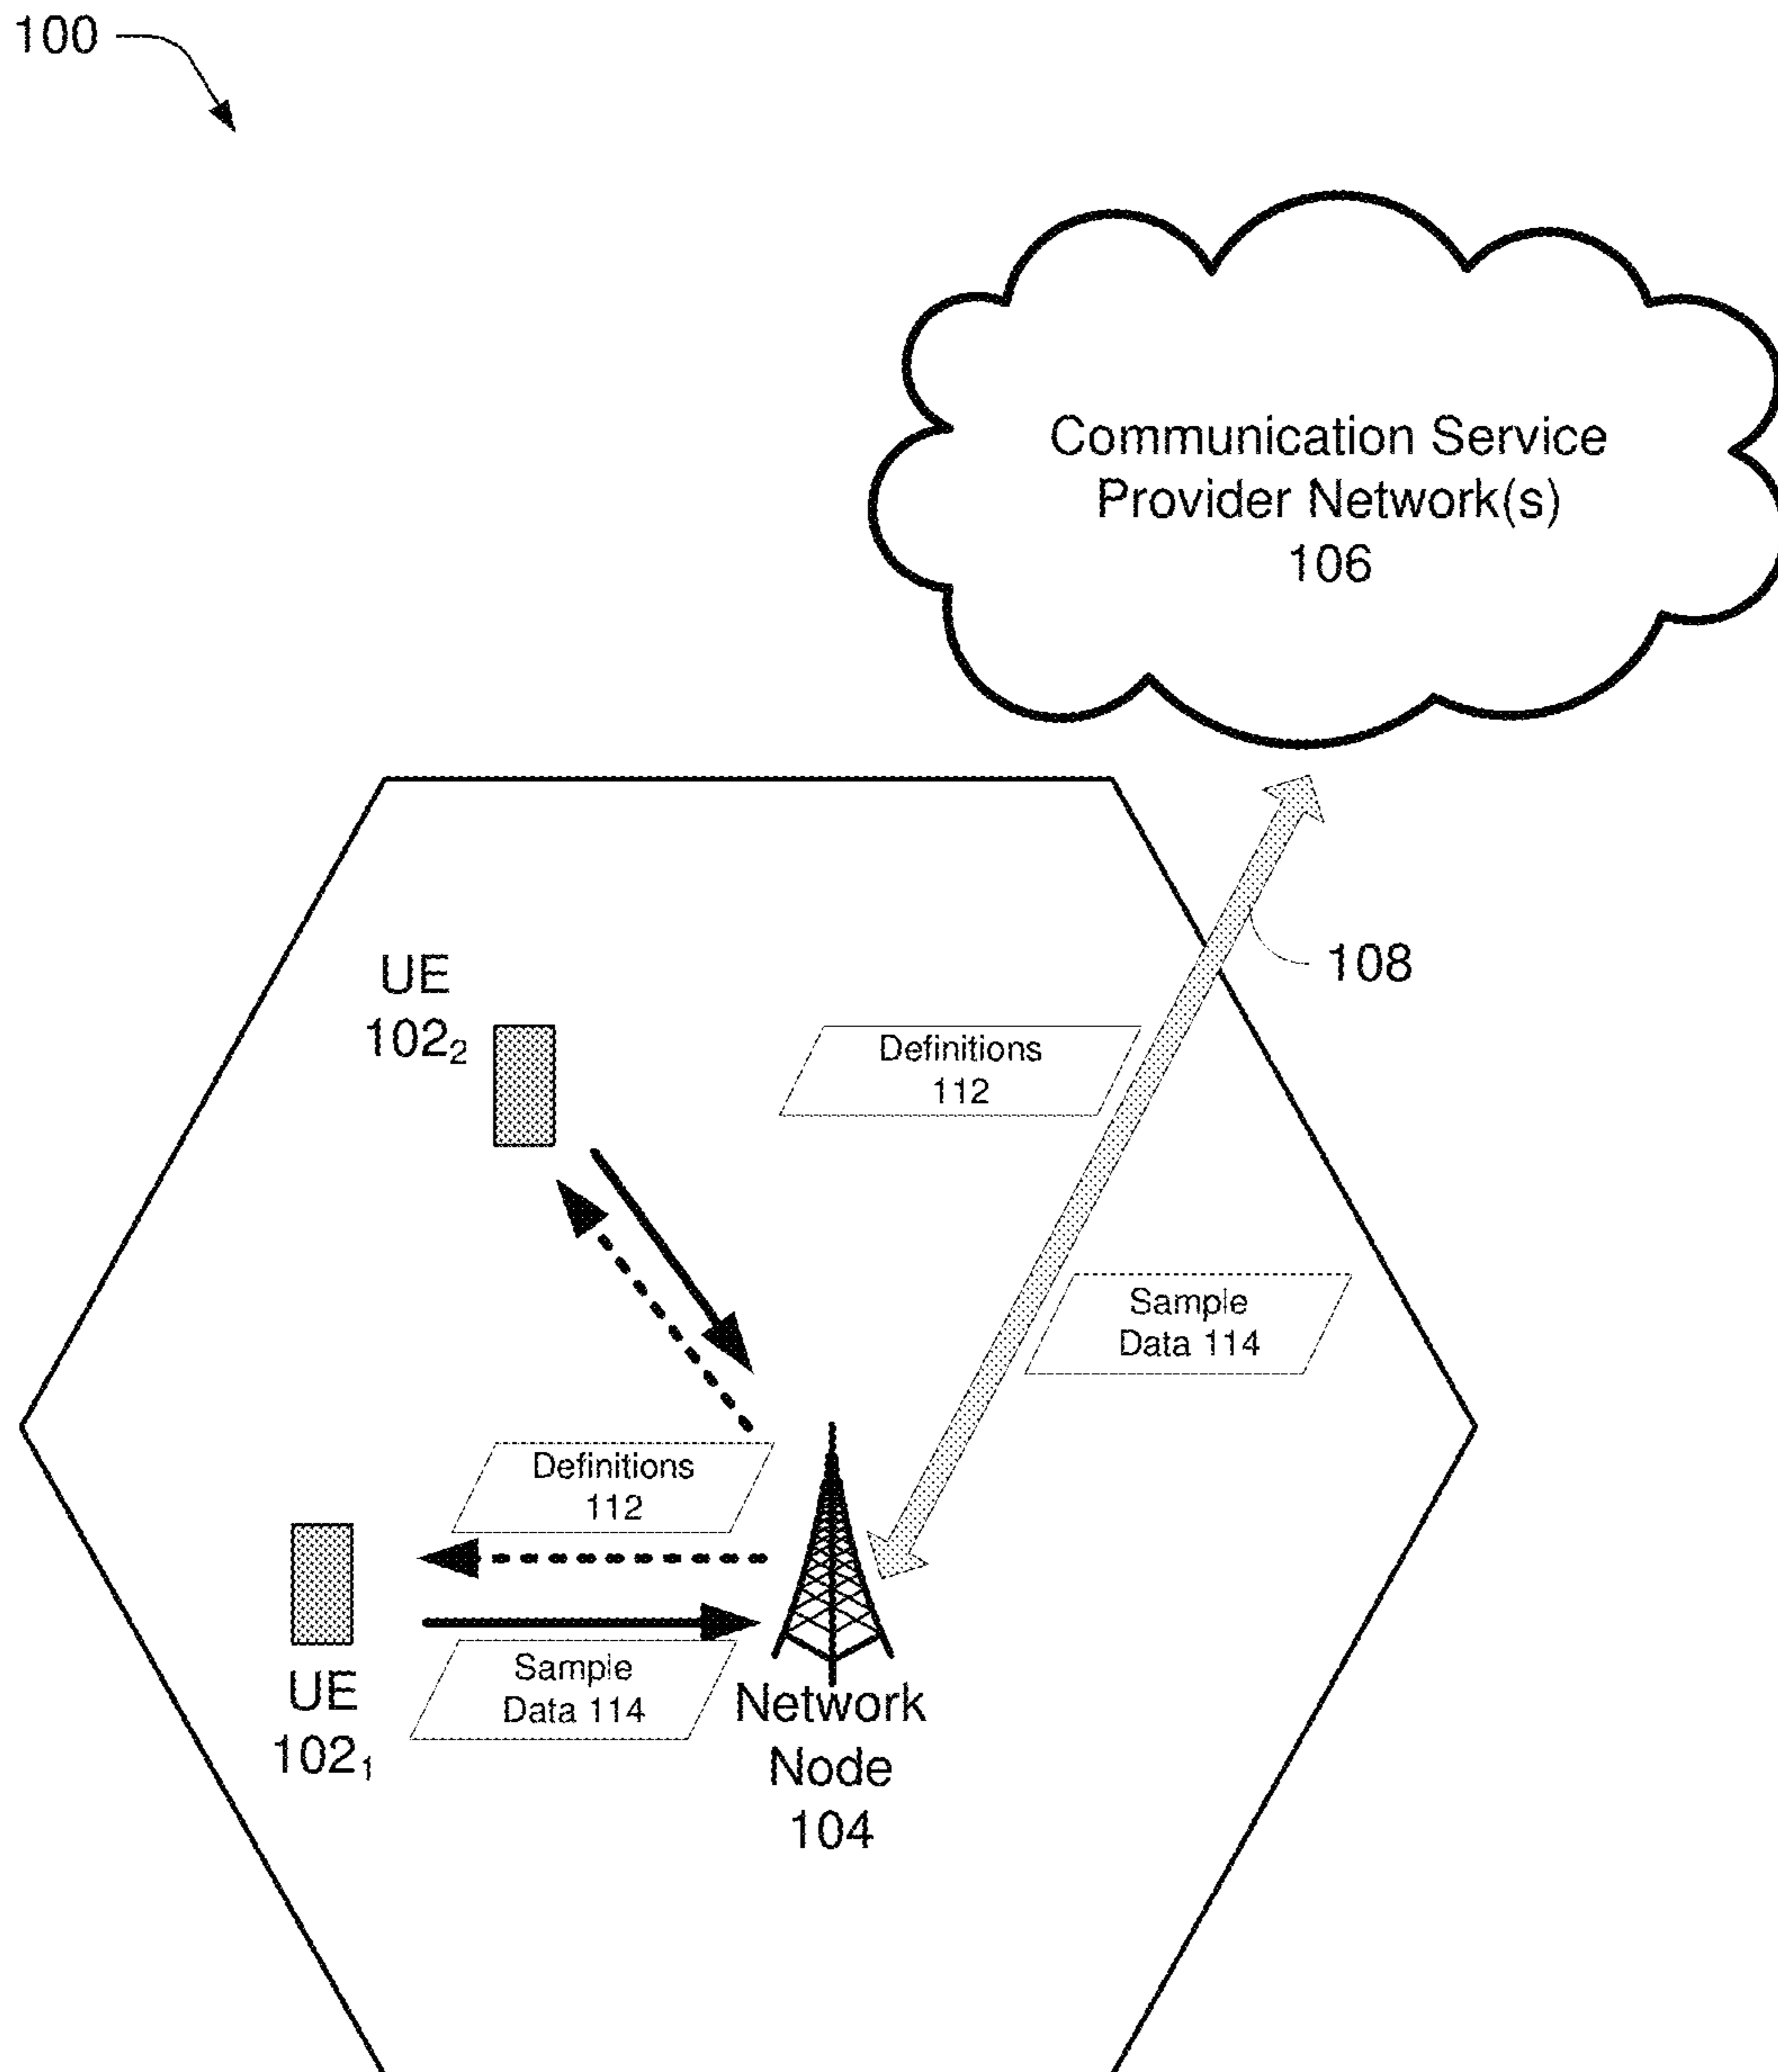 100
Communication Service
Provider Network(s)
106
108
UE
102₂
Definitions
112
Sample
Data 114
Definitions
112
Sample
Data 114
UE
102₁
Network
Node
104